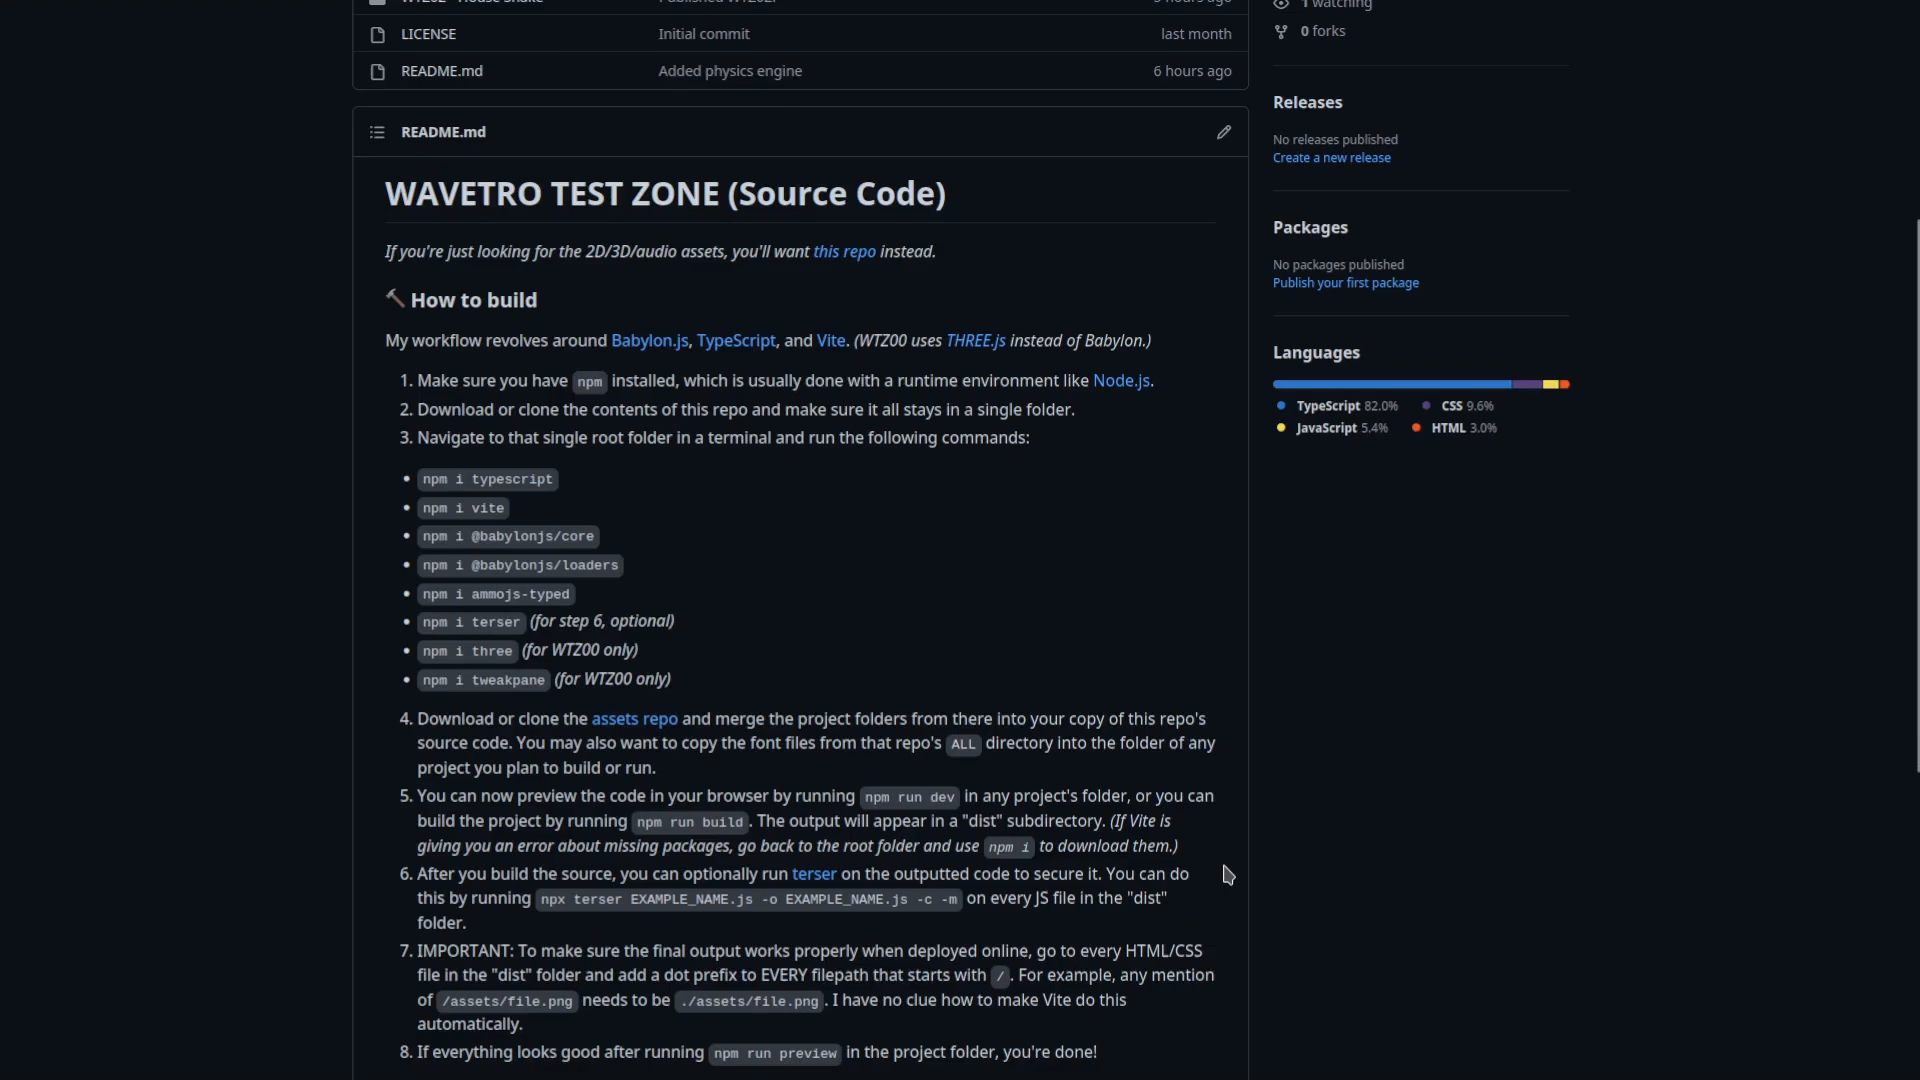 LICENSE Initial commit last month
README.md Added physics engine 6 hours ago
README.md
WAVETRO TEST ZONE (Source Code)
If you're just looking for the 2D/3D/audio assets, you'll want this repo instead.
🔨 How to build
My workflow revolves around Babylon.js, TypeScript, and Vite. (WTZ00 uses THREE.js instead of Babylon.)
1. Make sure you have npm installed, which is usually done with a runtime environment like Node.js.
2. Download or clone the contents of this repo and make sure it all stays in a single folder.
3. Navigate to that single root folder in a terminal and run the following commands:
• npm i typescript
• npm i vite
• npm i @babylonjs/core
• npm i @babylonjs/loaders
• npm i ammojs-typed
• npm i terser (for step 6, optional)
• npm i three (for WTZ00 only)
• npm i tweakpane (for WTZ00 only)
4. Download or clone the assets repo and merge the project folders from there into your copy of this repo's
source code. You may also want to copy the font files from that repo's ALL directory into the folder of any
project you plan to build or run.
5. You can now preview the code in your browser by running npm run dev in any project's folder, or you can
build the project by running npm run build. The output will appear in a "dist" subdirectory. (If Vite is
giving you an error about missing packages, go back to the root folder and use npm i to download them.)
6. After you build the source, you can optionally run terser on the outputted code to secure it. You can do
this by running npx terser EXAMPLE_NAME.js -o EXAMPLE_NAME.js -c -m on every JS file in the "dist"
folder.
7. IMPORTANT: To make sure the final output works properly when deployed online, go to every HTML/CSS
file in the "dist" folder and add a dot prefix to EVERY filepath that starts with /. For example, any mention
of /assets/file.png needs to be ./assets/file.png. I have no clue how to make Vite do this
automatically.
8. If everything looks good after running npm run preview in the project folder, you're done!
1 watching
0 forks
Releases
No releases published
Create a new release
Packages
No packages published
Publish your first package
Languages
TypeScript 82.0% CSS 9.6%
JavaScript 5.4% HTML 3.0%